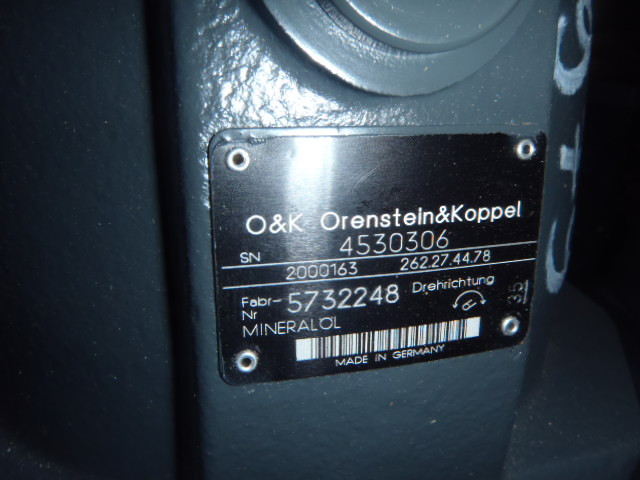 O&K Orenstein&Koppel
SN 4530306
2000163 262.27.44.78
Fabr-Nr 5732248 Drehrichtung
35
MINERALÖL
MADE IN GERMANY